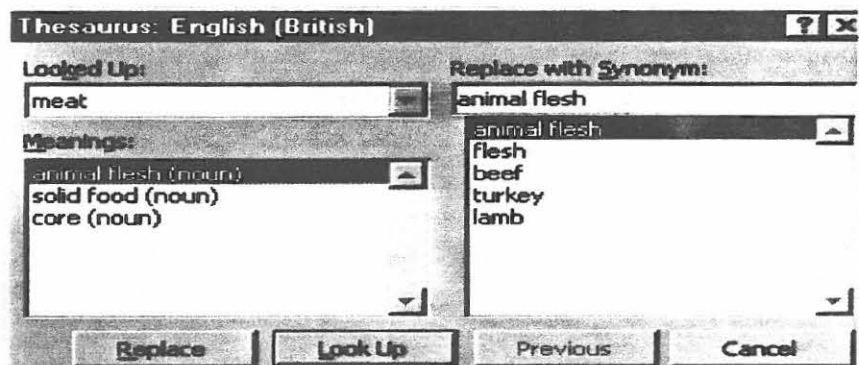 Thesaurus: English (British)
Looked Up:
meat
Meanings:
animal flesh (noun)
solid food (noun)
core (noun)
Replace with Synonym:
animal flesh
animal flesh
flesh
beef
turkey
lamb
Replace
Look Up
Previous
Cancel